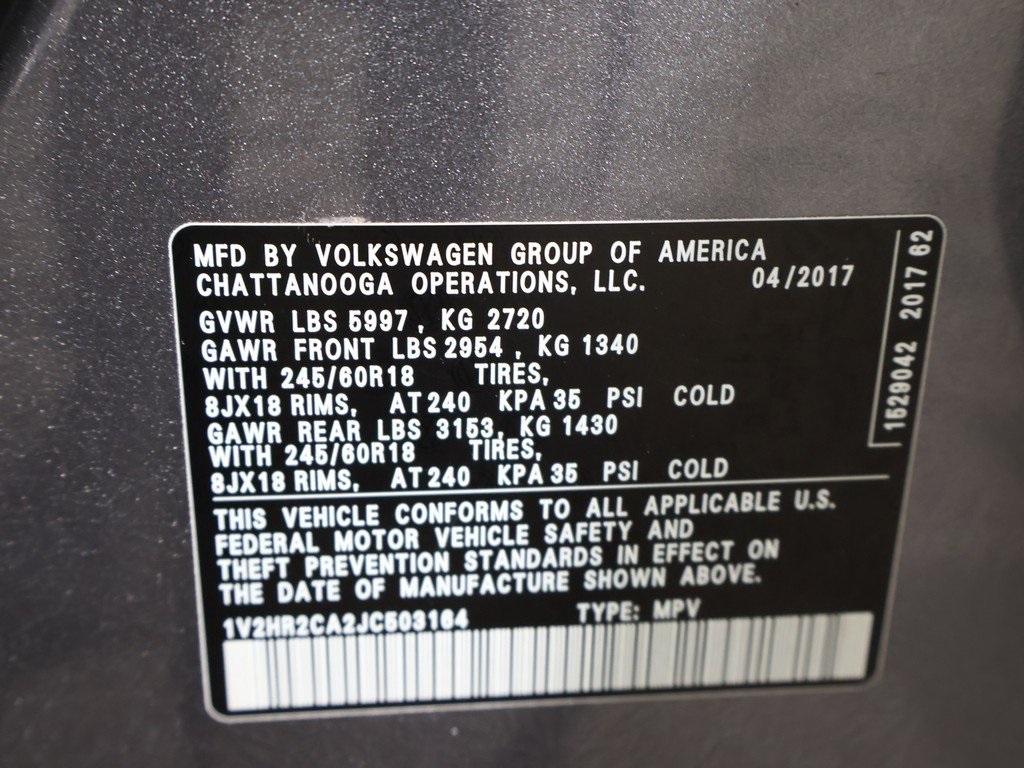 MFD BY VOLKSWAGEN GROUP OF AMERICA
CHATTANOOGA OPERATIONS, LLC. 04/2017
GVWR LBS 5997, KG 2720
GAWR FRONT LBS 2954, KG 1340
WITH 245/60R18 TIRES,
8JX18 RIMS, AT 240 KPA 35 PSI COLD
GAWR REAR LBS 3153, KG 1430
WITH 245/60R18 TIRES,
8JX18 RIMS, AT 240 KPA 35 PSI COLD
THIS VEHICLE CONFORMS TO ALL APPLICABLE U.S.
FEDERAL MOTOR VEHICLE SAFETY AND
THEFT PREVENTION STANDARDS IN EFFECT ON
THE DATE OF MANUFACTURE SHOWN ABOVE.
1V2HR2CA2JC503164 TYPE: MPV
1529042 2017 62